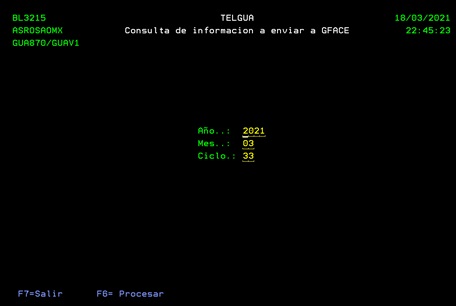 BL3215 TELGUA 18/03/2021
ASROSAOMX Consulta de informacion a enviar a GFACE 22:45:23
GUA870/GUAV1
Año..: 2021
Mes..: 03
Ciclo.: 33
F7=Salir F6= Procesar